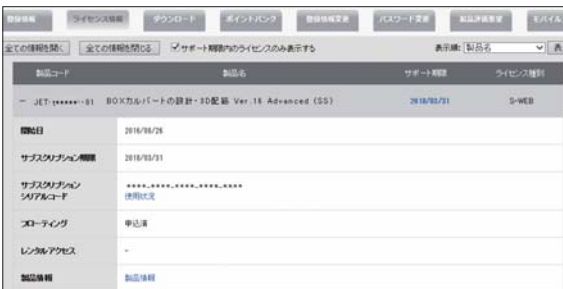 登録情報 ライセンス情報 ダウンロード ポイントバンク 登録情報変更 パスワード変更 製品評価要望 モバイル
全ての情報を開く 全ての情報を閉じる サポート期限内のライセンスのみ表示する 表示順: 製品名
製品コード 製品名 サポート期限 ライセンス種別
BOXカルバートの設計・3D配筋 Ver.16 Advanced (SS) 2018/03/31 S-WEB
開始日 2016/08/26
サブスクリプション期限 2018/03/31
サブスクリプション
シリアルコード ****-****-****-****-****
使用状況
フローティング 申込済
レンタルアクセス -
製品情報 製品情報